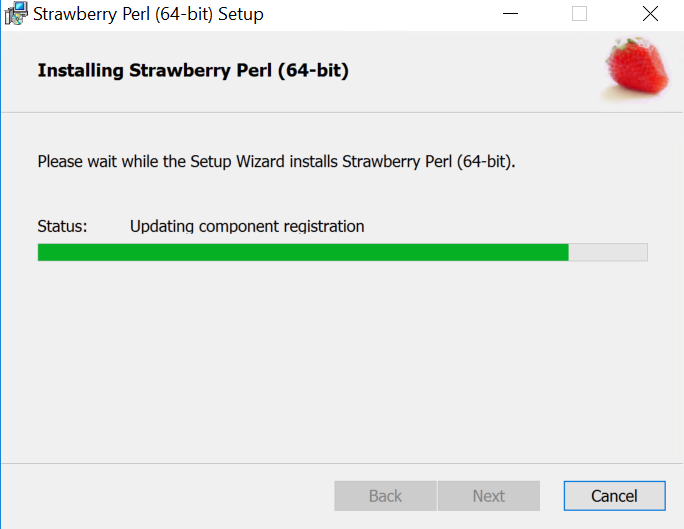 Strawberry Perl (64-bit) Setup
Installing Strawberry Perl (64-bit)
Please wait while the Setup Wizard installs Strawberry Perl (64-bit).
Status: Updating component registration
Back Next Cancel